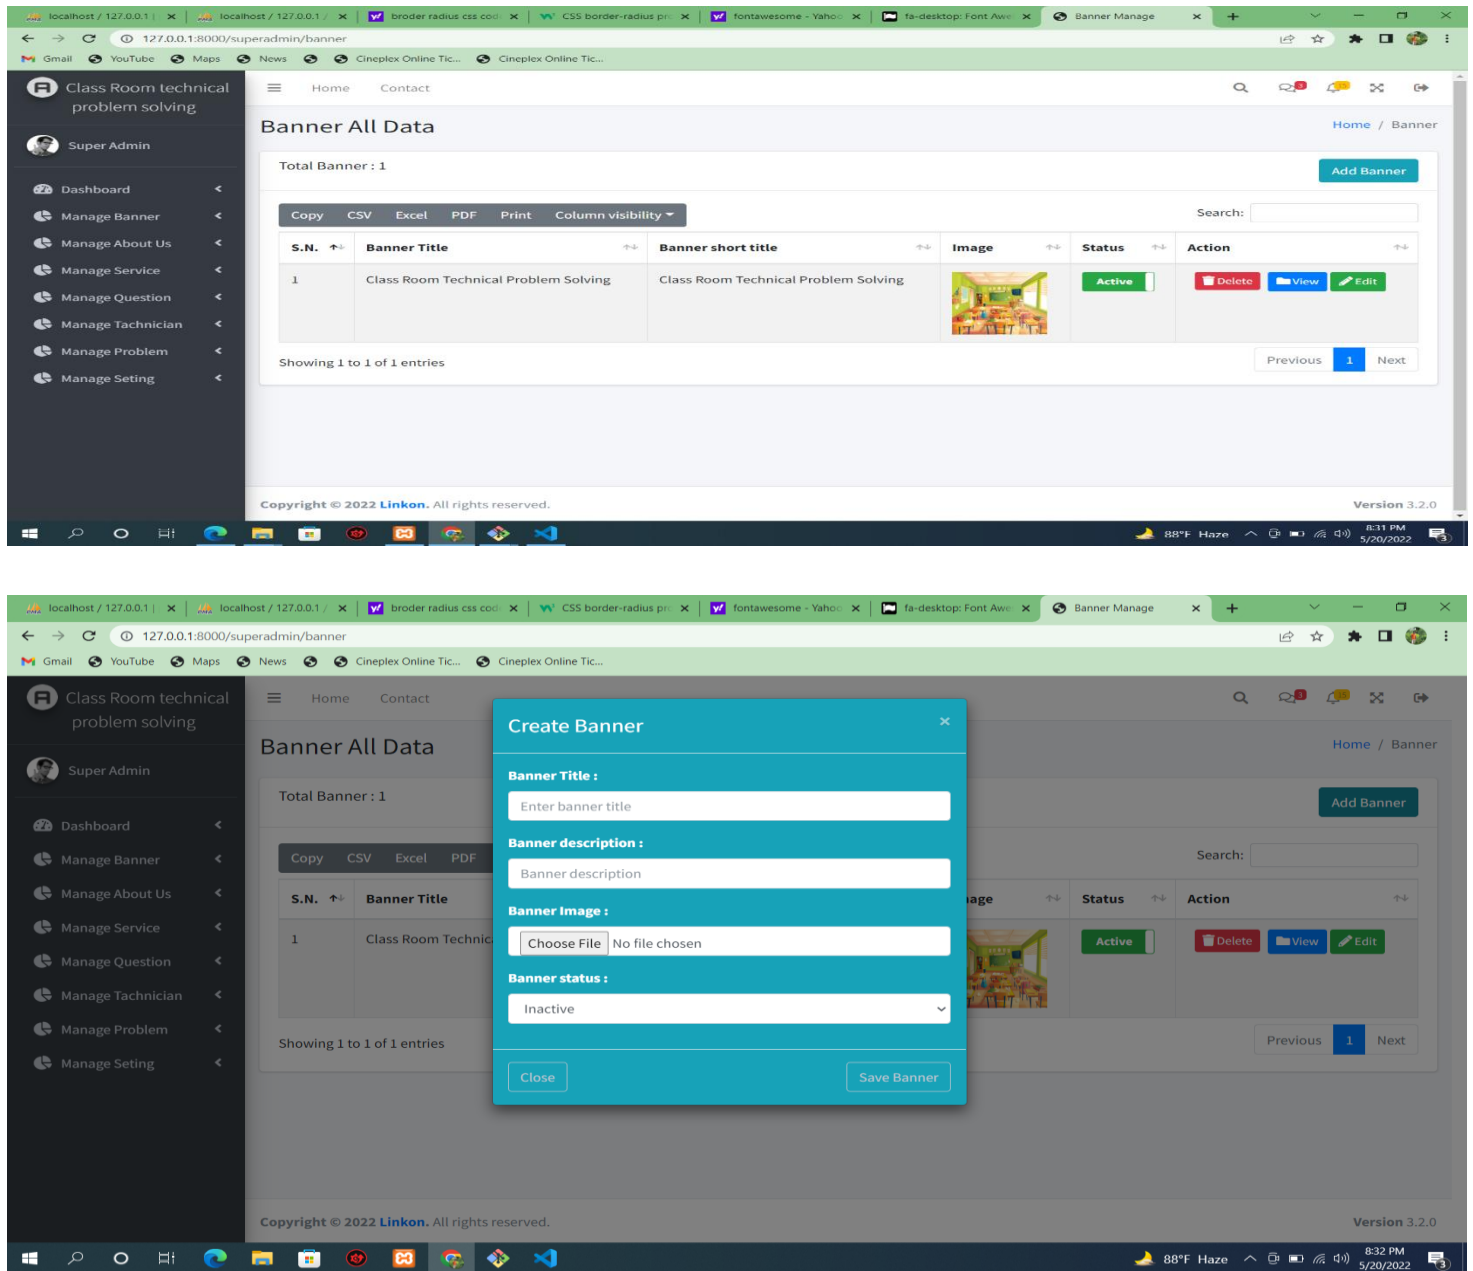 localhost / 127.0.0.1 | localhost / 127.0.0.1 / broder radius css cod CSS border-radius pro fontawesome - Yahoo fa-desktop: Font Awe Banner Manage
127.0.0.1:8000/superadmin/banner
Gmail YouTube Maps News Cineplex Online Tic... Cineplex Online Tic...
Class Room technical problem solving
Home Contact
3
Banner All Data
Home / Banner
Super Admin
Total Banner : 1
Add Banner
Dashboard
Manage Banner
Manage About Us
Manage Service
Manage Question
Manage Tachnician
Manage Problem
Manage Seting
Copy CSV Excel PDF Print Column visibility
Search:
S.N. Banner Title Banner short title Image Status Action
1 Class Room Technical Problem Solving Class Room Technical Problem Solving Active Delete View Edit
Showing 1 to 1 of 1 entries
Previous 1 Next
Copyright © 2022 Linkon. All rights reserved.
Version 3.2.0
88°F Haze 8:31 PM
5/20/2022 3
localhost / 127.0.0.1 | localhost / 127.0.0.1 / broder radius css cod CSS border-radius pro fontawesome - Yahoo fa-desktop: Font Awe Banner Manage
127.0.0.1:8000/superadmin/banner
Gmail YouTube Maps News Cineplex Online Tic... Cineplex Online Tic...
Class Room technical problem solving
Home Contact
3
Banner All Data
Home / Banner
Super Admin
Total Banner : 1
Add Banner
Dashboard
Manage Banner
Manage About Us
Manage Service
Manage Question
Manage Tachnician
Manage Problem
Manage Seting
Copy CSV Excel PDF
Search:
S.N. Banner Title age Status Action
1 Class Room Technic Active Delete View Edit
Showing 1 to 1 of 1 entries
Previous 1 Next
Create Banner ×
Banner Title :
Enter banner title
Banner description :
Banner description
Banner Image :
Choose File No file chosen
Banner status :
Inactive
Close Save Banner
Copyright © 2022 Linkon. All rights reserved.
Version 3.2.0
88°F Haze 8:32 PM
5/20/2022 3